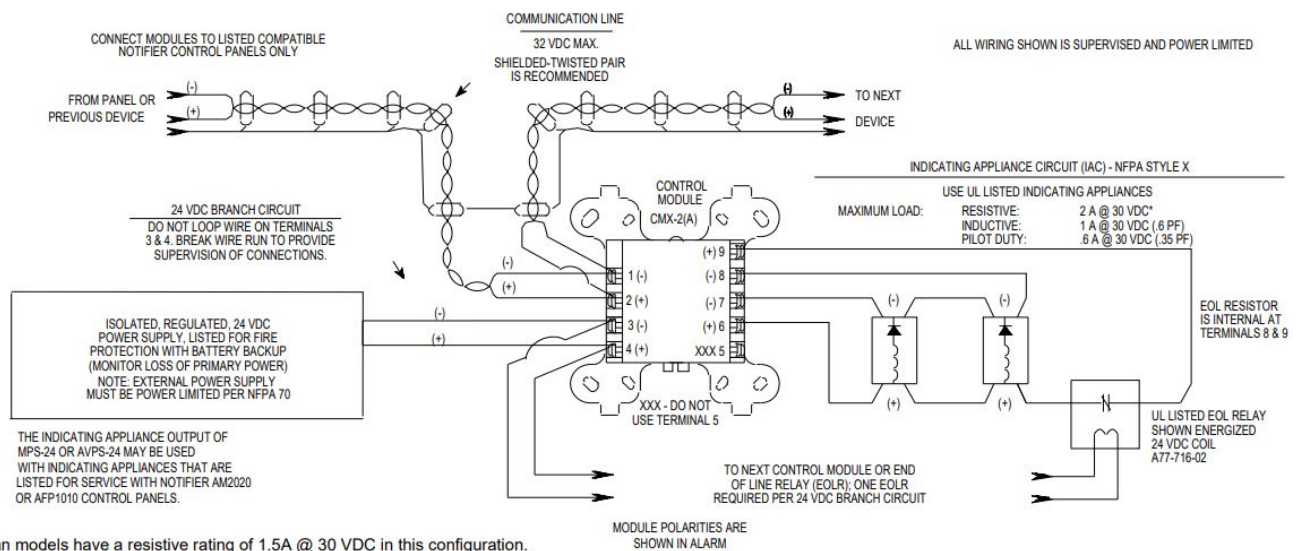 COMMUNICATION LINE
32 VDC MAX.
SHIELDED-TWISTED PAIR
IS RECOMMENDED
CONNECT MODULES TO LISTED COMPATIBLE
NOTIFIER CONTROL PANELS ONLY
ALL WIRING SHOWN IS SUPERVISED AND POWER LIMITED
FROM PANEL OR
PREVIOUS DEVICE
(-)
(+)
(-)
(+)
TO NEXT
DEVICE
INDICATING APPLIANCE CIRCUIT (IAC) - NFPA STYLE X
USE UL LISTED INDICATING APPLIANCES
MAXIMUM LOAD: RESISTIVE: 2 A @ 30 VDC*
INDUCTIVE: 1 A @ 30 VDC (.6 PF)
PILOT DUTY: .6 A @ 30 VDC (.35 PF)
24 VDC BRANCH CIRCUIT
DO NOT LOOP WIRE ON TERMINALS
3 & 4. BREAK WIRE RUN TO PROVIDE
SUPERVISION OF CONNECTIONS.
CONTROL
MODULE
CMX-2(A)
(-)
(+)
(-)
(+)
1 (-)
2 (+)
3 (-)
4 (+)
(+) 9
(-) 8
(-) 7
(+) 6
XXX 5
(-)
(-)
(+)
(+)
EOL RESISTOR
IS INTERNAL AT
TERMINALS 8 & 9
ISOLATED, REGULATED, 24 VDC
POWER SUPPLY, LISTED FOR FIRE
PROTECTION WITH BATTERY BACKUP
(MONITOR LOSS OF PRIMARY POWER)
NOTE: EXTERNAL POWER SUPPLY
MUST BE POWER LIMITED PER NFPA 70
XXX - DO NOT
USE TERMINAL 5
UL LISTED EOL RELAY
SHOWN ENERGIZED
24 VDC COIL
A77-716-02
THE INDICATING APPLIANCE OUTPUT OF
MPS-24 OR AVPS-24 MAY BE USED
WITH INDICATING APPLIANCES THAT ARE
LISTED FOR SERVICE WITH NOTIFIER AM2020
OR AFP1010 CONTROL PANELS.
TO NEXT CONTROL MODULE OR END
OF LINE RELAY (EOLR); ONE EOLR
REQUIRED PER 24 VDC BRANCH CIRCUIT
MODULE POLARITIES ARE
SHOWN IN ALARM
models have a resistive rating of 1.5A @ 30 VDC in this configuration.